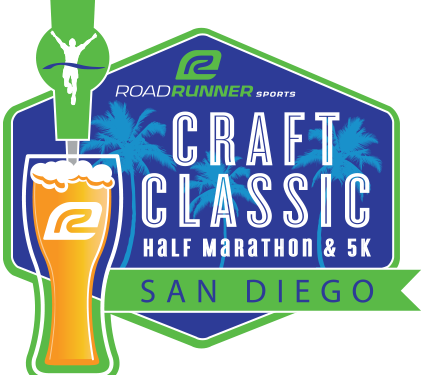 ROADRUNNER SPORTS
CRAFT
CLASSIC
HALF MARATHON & 5K
SAN DIEGO